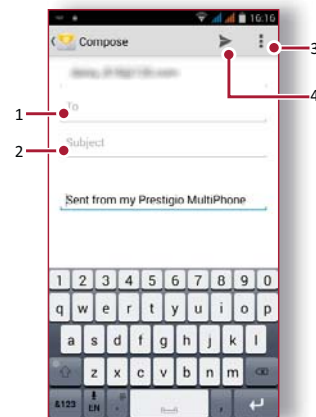 16:16
Compose
3
4
To
1
Subject
2
Sent from my Prestigio MultiPhone
1 2 3 4 5 6 7 8 9 0
q w e r t y u i o p
a s d f g h j k l
z x c v b n m
&123 EN . ,